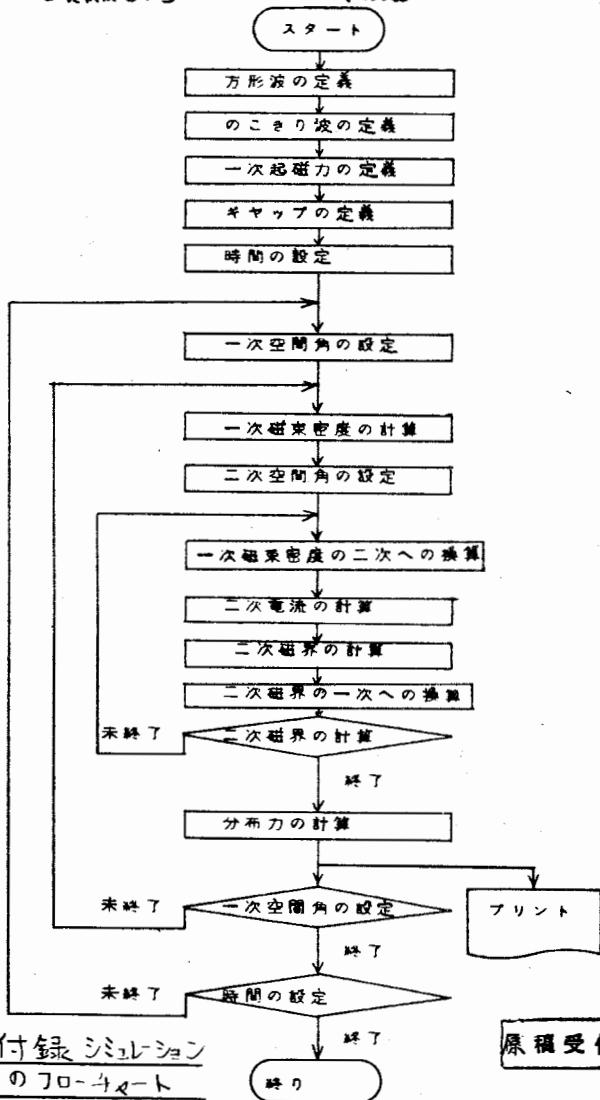 スタート
方形波の定義
のこぎり波の定義
一次起磁力の定義
ギャップの定義
時間の設定
一次空間角の設定
一次磁束密度の計算
二次空間角の設定
一次磁束密度の二次への換算
二次電流の計算
二次磁界の計算
二次磁界の一次への換算
未終了
二次磁界の計算
終了
分布力の計算
未終了
一次空間角の設定
プリント
終了
未終了
時間の設定
終了
付録 シミュレーション
のフローチャート
終り
原稿受